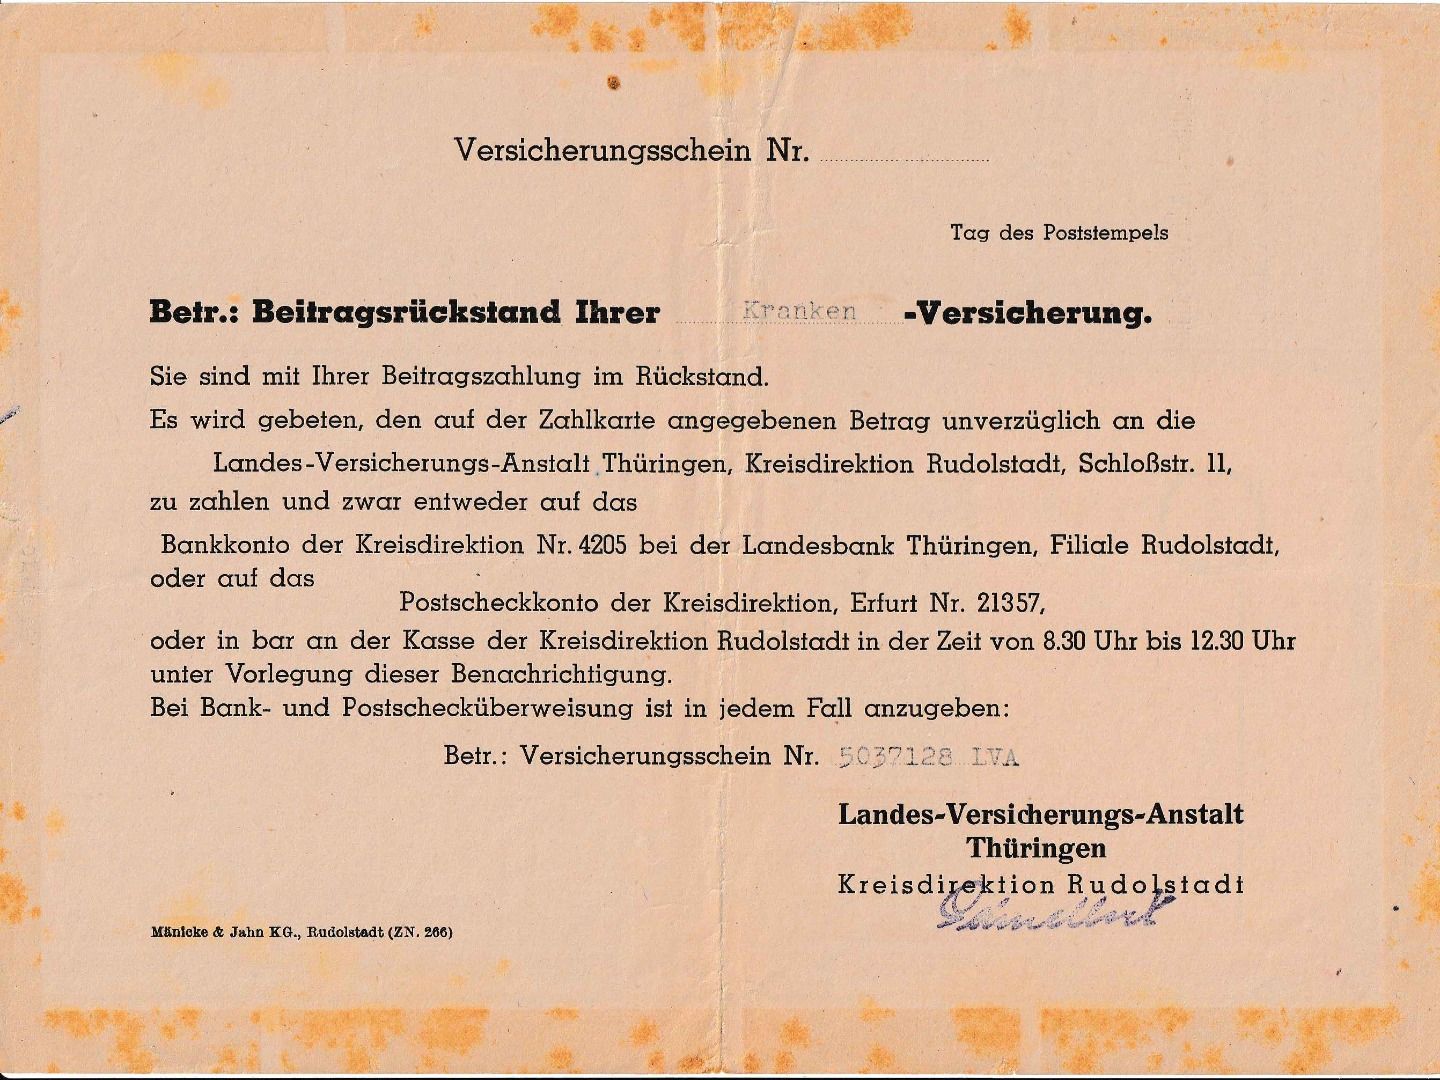 Versicherungsschein Nr.
Tag des Poststempels
Betr.: Beitragsrückstand Ihrer Kranken -Versicherung.
Sie sind mit Ihrer Beitragszahlung im Rückstand.
Es wird gebeten, den auf der Zahlkarte angegebenen Betrag unverzüglich an die
Landes-Versicherungs-Anstalt Thüringen, Kreisdirektion Rudolstadt, Schloßstr. 11,
zu zahlen und zwar entweder auf das
Bankkonto der Kreisdirektion Nr. 4205 bei der Landesbank Thüringen, Filiale Rudolstadt,
oder auf das
Postscheckkonto der Kreisdirektion, Erfurt Nr. 21357,
oder in bar an der Kasse der Kreisdirektion Rudolstadt in der Zeit von 8.30 Uhr bis 12.30 Uhr
unter Vorlegung dieser Benachrichtigung.
Bei Bank- und Postschecküberweisung ist in jedem Fall anzugeben:
Betr.: Versicherungsschein Nr. 5037128 LVA
Landes-Versicherungs-Anstalt
Thüringen
Kreisdirektion Rudolstadt
Mänicke & Jahn KG., Rudolstadt (ZN. 266)